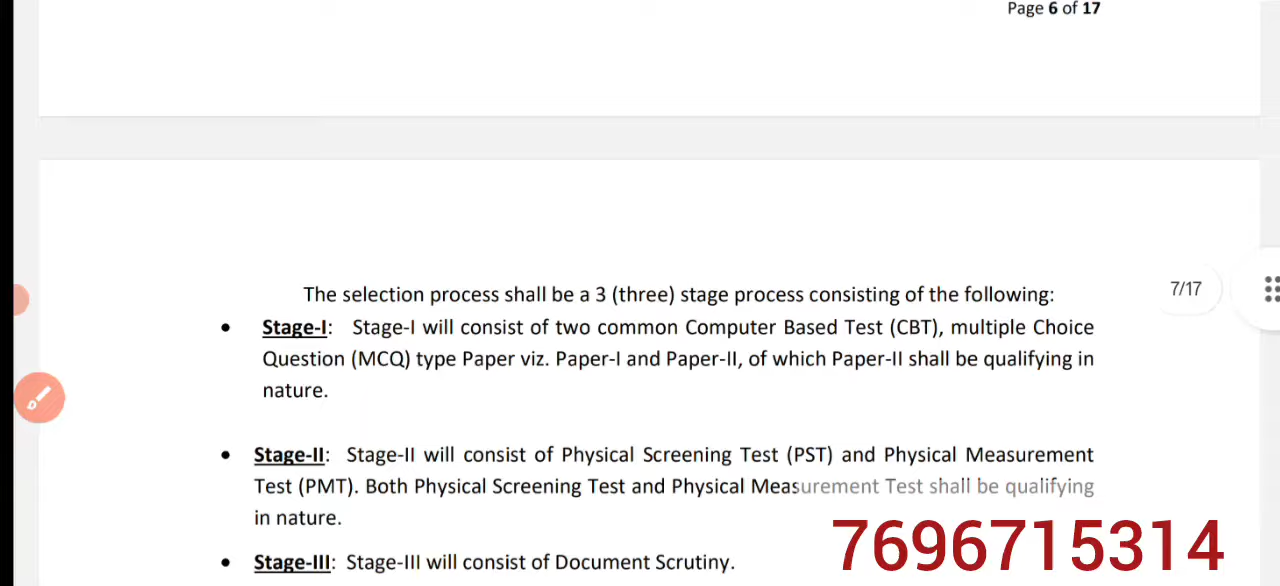 Page 6 of 17
The selection process shall be a 3 (three) stage process consisting of the following:
7/17
• Stage-I: Stage-I will consist of two common Computer Based Test (CBT), multiple Choice
Question (MCQ) type Paper viz. Paper-I and Paper-II, of which Paper-II shall be qualifying in
nature.
• Stage-II: Stage-II will consist of Physical Screening Test (PST) and Physical Measurement
Test (PMT). Both Physical Screening Test and Physical Measurement Test shall be qualifying
in nature.
• Stage-III: Stage-III will consist of Document Scrutiny.
7696715314